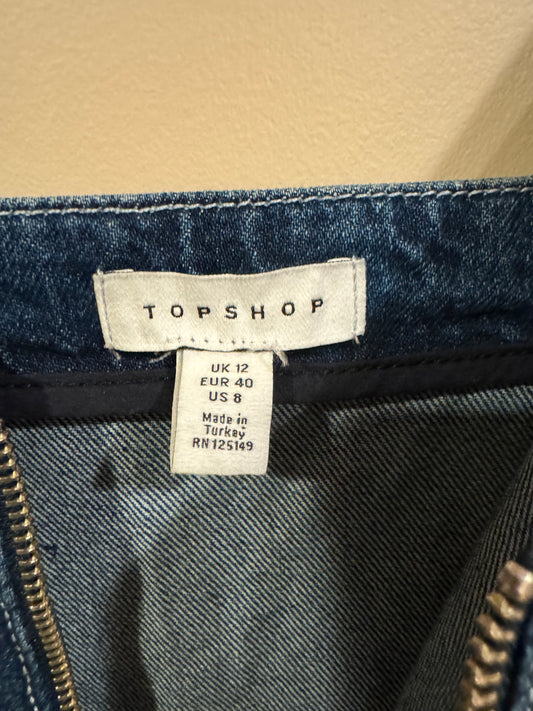 TOPSHOP
UK 12
EUR 40
US 8
Made in
Turkey
RN125149